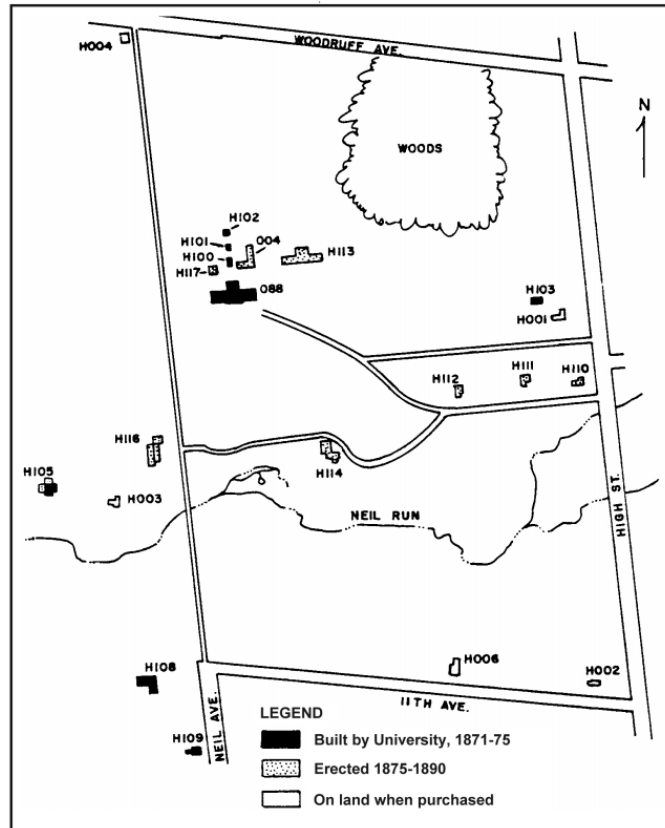 WOODRUFF AVE.
H004
N
WOODS
H102
H101
004
H100
H113
H117
088
H103
H001
H112
H111
H110
H116
H105
H114
H003
NEIL RUN
HIGH ST.
H108
H006
H002
11TH AVE.
NEIL AVE.
H109
LEGEND
Built by University, 1871-75
Erected 1875-1890
On land when purchased